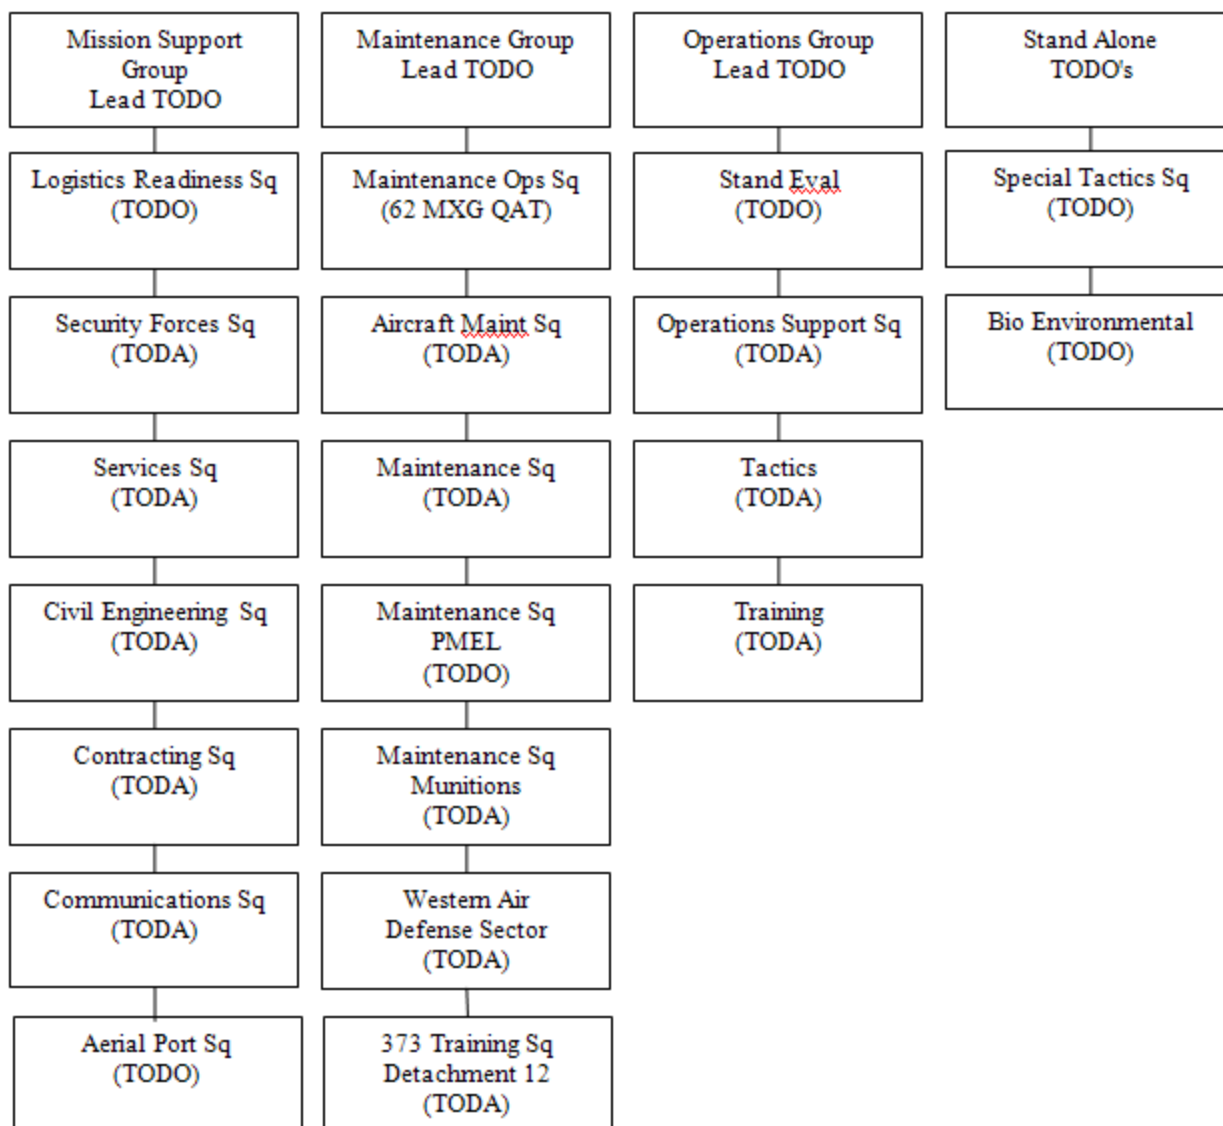 Mission Support
Group
Lead TODO
Logistics Readiness Sq
(TODO)
Security Forces Sq
(TODA)
Services Sq
(TODA)
Civil Engineering  Sq
(TODA)
Contracting Sq
(TODA)
Communications Sq
(TODA)
Aerial Port Sq
(TODO)
Maintenance Group
Lead TODO
Maintenance Ops Sq
(62 MXG QAT)
Aircraft Maint Sq
(TODA)
Maintenance Sq
(TODA)
Maintenance Sq
PMEL
(TODO)
Maintenance Sq
Munitions
(TODA)
Western Air
Defense Sector
(TODA)
373 Training Sq
Detachment 12
(TODA)
Operations Group
Lead TODO
Stand Eval
(TODO)
Operations Support Sq
(TODA)
Tactics
(TODA)
Training
(TODA)
Stand Alone
TODO's
Special Tactics Sq
(TODO)
Bio Environmental
(TODO)